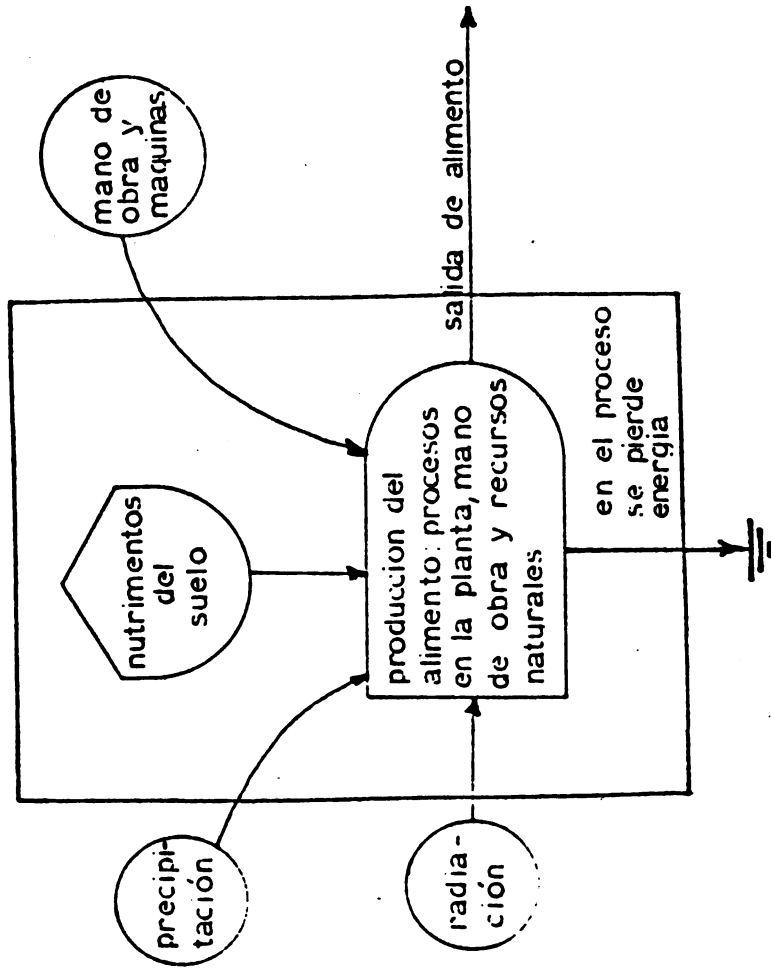 mano de
obra y
maquinas
nutrimentos
del
suelo
precipi-
tación
radia-
ción
produccion del
alimento: procesos
en la planta, mano
de obra y recursos
naturales
salida de alimento
en el proceso
se pierde
energia